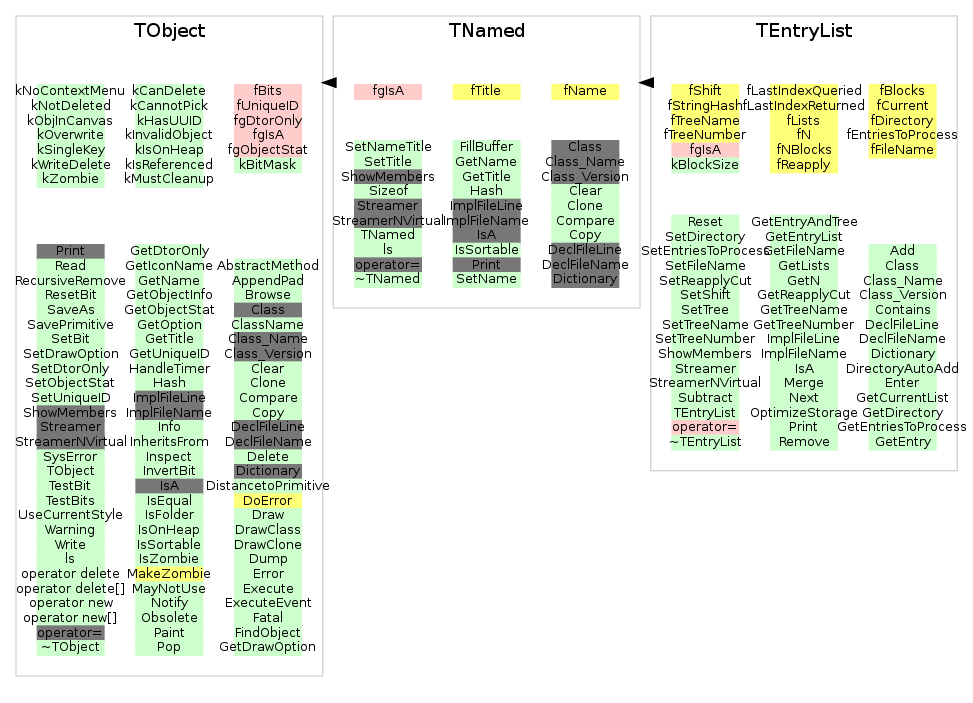 TObject
kNoContextMenu
kNotDeleted
kObjInCanvas
kOverwrite
kSingleKey
kWriteDelete
kZombie
kCanDelete
kCannotPick
kHasUUID
kInvalidObject
kIsOnHeap
kIsReferenced
kMustCleanup
fBits
fUniqueID
fgDtorOnly
fgIsA
fgObjectStat
kBitMask
Print
Read
RecursiveRemove
ResetBit
SaveAs
SavePrimitive
SetBit
SetDrawOption
SetDtorOnly
SetObjectStat
SetUniqueID
ShowMembers
Streamer
StreamerNVirtual
SysError
TObject
TestBit
TestBits
UseCurrentStyle
Warning
Write
ls
operator delete
operator delete[]
operator new
operator new[]
operator=
~TObject
GetDtorOnly
GetIconName
GetName
GetObjectInfo
GetObjectStat
GetOption
GetTitle
GetUniqueID
HandleTimer
Hash
ImplFileLine
ImplFileName
Info
InheritsFrom
Inspect
InvertBit
IsA
IsEqual
IsFolder
IsOnHeap
IsSortable
IsZombie
MakeZombie
MayNotUse
Notify
Obsolete
Paint
Pop
AbstractMethod
AppendPad
Browse
Class
ClassName
Class_Name
Class_Version
Clear
Clone
Compare
Copy
DeclFileLine
DeclFileName
Delete
Dictionary
DistancetoPrimitive
DoError
Draw
DrawClass
DrawClone
Dump
Error
Execute
ExecuteEvent
Fatal
FindObject
GetDrawOption
TNamed
fgIsA
fTitle
fName
SetNameTitle
SetTitle
ShowMembers
Sizeof
Streamer
StreamerNVirtual
TNamed
ls
operator=
~TNamed
FillBuffer
GetName
GetTitle
Hash
ImplFileLine
ImplFileName
IsA
IsSortable
Print
SetName
Class
Class_Name
Class_Version
Clear
Clone
Compare
Copy
DeclFileLine
DeclFileName
Dictionary
TEntryList
fShift
fStringHash
fTreeName
fTreeNumber
fgIsA
kBlockSize
fLastIndexQueried
fLastIndexReturned
fLists
fN
fNBlocks
fReapply
fBlocks
fCurrent
fDirectory
fEntriesToProcess
fFileName
Reset
SetDirectory
SetEntriesToProcess
SetFileName
SetReapplyCut
SetShift
SetTree
SetTreeName
SetTreeNumber
ShowMembers
Streamer
StreamerNVirtual
Subtract
TEntryList
operator=
~TEntryList
GetEntryAndTree
GetEntryList
GetFileName
GetLists
GetN
GetReapplyCut
GetTreeName
GetTreeNumber
ImplFileLine
ImplFileName
IsA
Merge
Next
OptimizeStorage
Print
Remove
Add
Class
Class_Name
Class_Version
Contains
DeclFileLine
DeclFileName
Dictionary
DirectoryAutoAdd
Enter
GetCurrentList
GetDirectory
GetEntriesToProcess
GetEntry